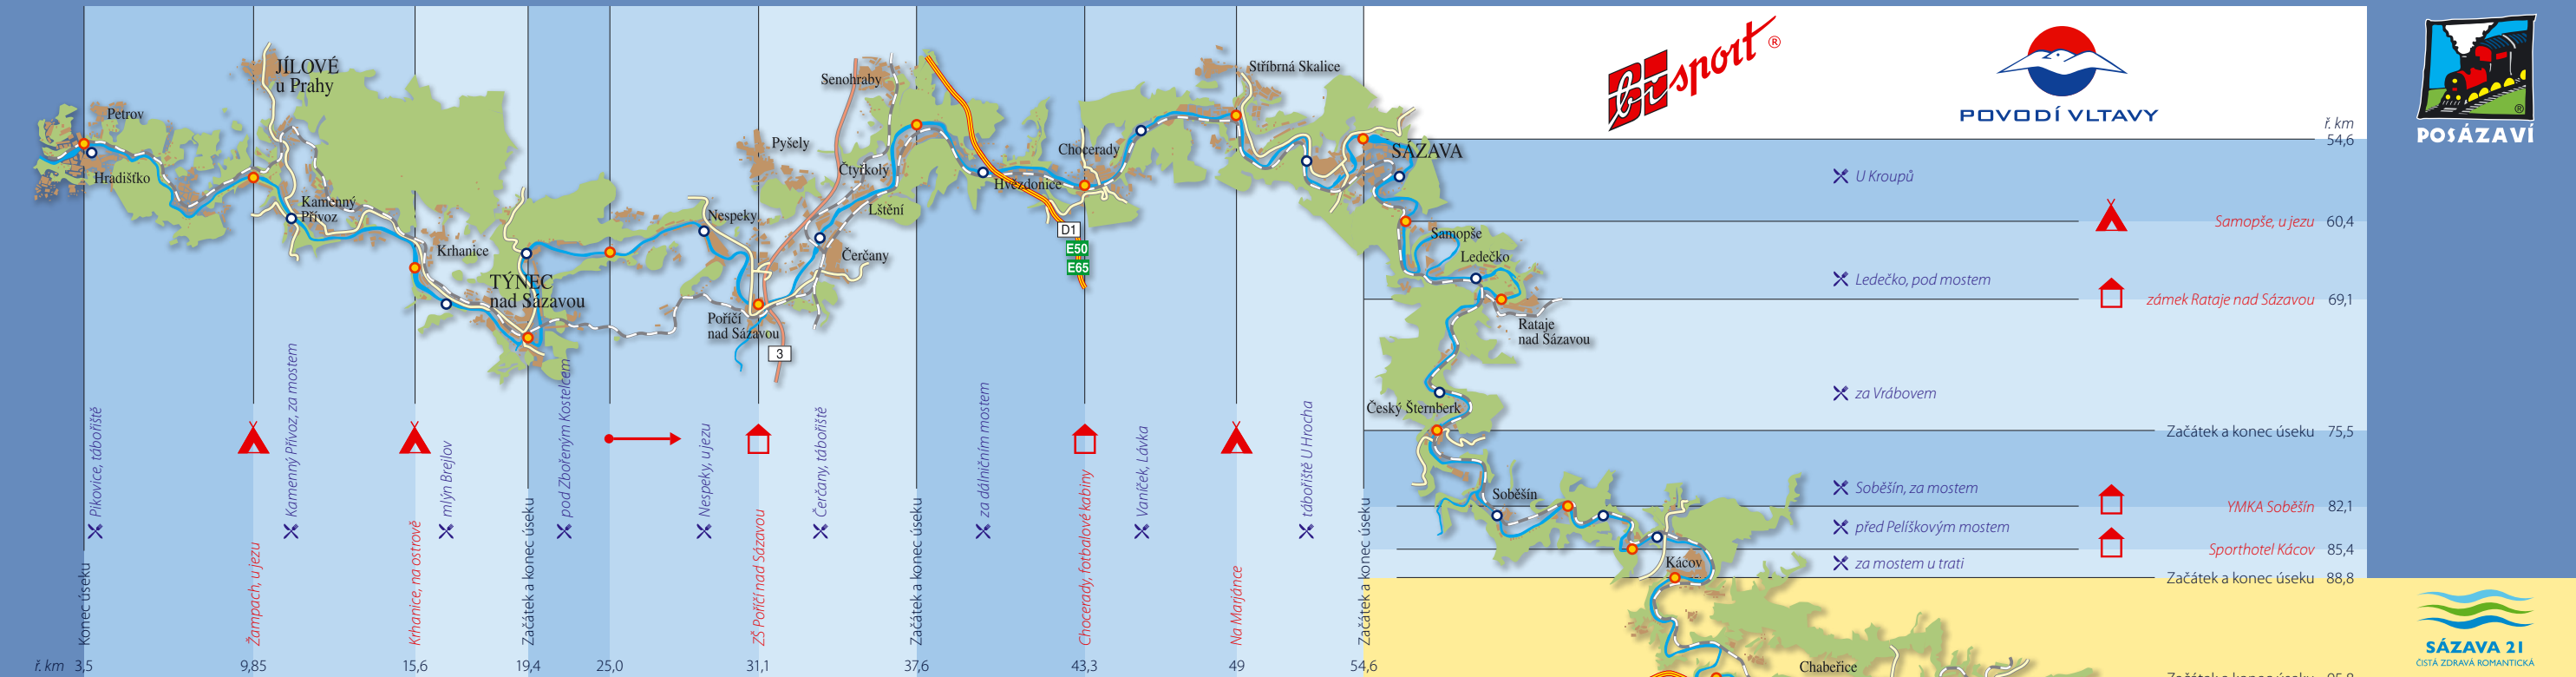 JÍLOVÉ
u Prahy
Petrov
Hradišťko
Kamenný
Přívoz
Krhanice
TÝNEC
nad Sázavou
Nespeky
Pyšely
Senohraby
Čtyřkoly
Lštění
Čerčany
Poříčí
nad Sázavou
3
Hvězdonice
Chocerady
D1
E50
E65
Stříbrná Skalice
SÁZAVA
Samopše
Ledečko
Rataje
nad Sázavou
Český Šternberk
Soběšín
Kácov
Chabeřice
bisport®
POVODÍ VLTAVY
®
POSÁZAVÍ
ř. km
54,6
U Kroupů
Samopše, u jezu 60,4
Ledečko, pod mostem
zámek Rataje nad Sázavou 69,1
za Vrábovem
Začátek a konec úseku 75,5
Soběšín, za mostem
YMKA Soběšín 82,1
před Pelíškovým mostem
Sporthotel Kácov 85,4
za mostem u trati
Začátek a konec úseku 88,8
Konec úseku
Pikovice, tábořiště
Žampach, u jezu
Kamenný Přívoz, za mostem
Krhanice, na ostrově
mlýn Brejlov
Začátek a konec úseku
pod Zbořeným Kostelcem
Nespeky, u jezu
ZŠ Poříčí nad Sázavou
Čerčany, tábořiště
Začátek a konec úseku
za dálničním mostem
Chocerady, fotbalové kabiny
Vaníček, Lávka
Na Marjánce
tábořiště U Hrocha
Začátek a konec úseku
ř. km 3,5 9,85 15,6 19,4 25,0 31,1 37,6 43,3 49 54,6
SÁZAVA 21
ČISTÁ ZDRAVÁ ROMANTICKÁ